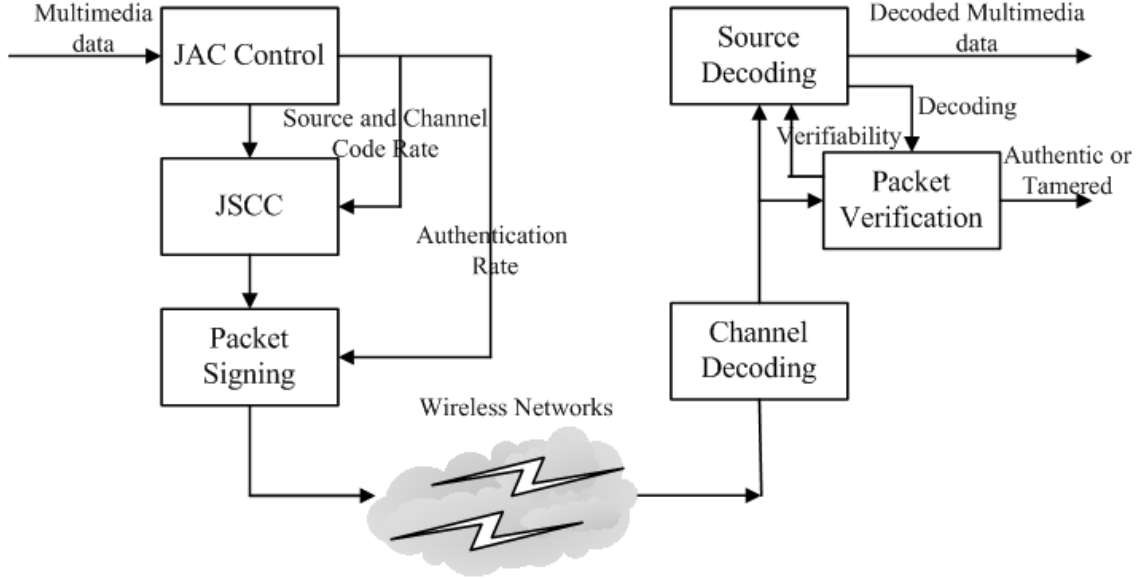 Multimedia
data
JAC Control
Source and Channel
Code Rate
JSCC
Authentication
Rate
Packet
Signing
Wireless Networks
Source
Decoding
Decoded Multimedia
data
Decoding
Verifiability
Packet
Verification
Authentic or
Tamered
Channel
Decoding